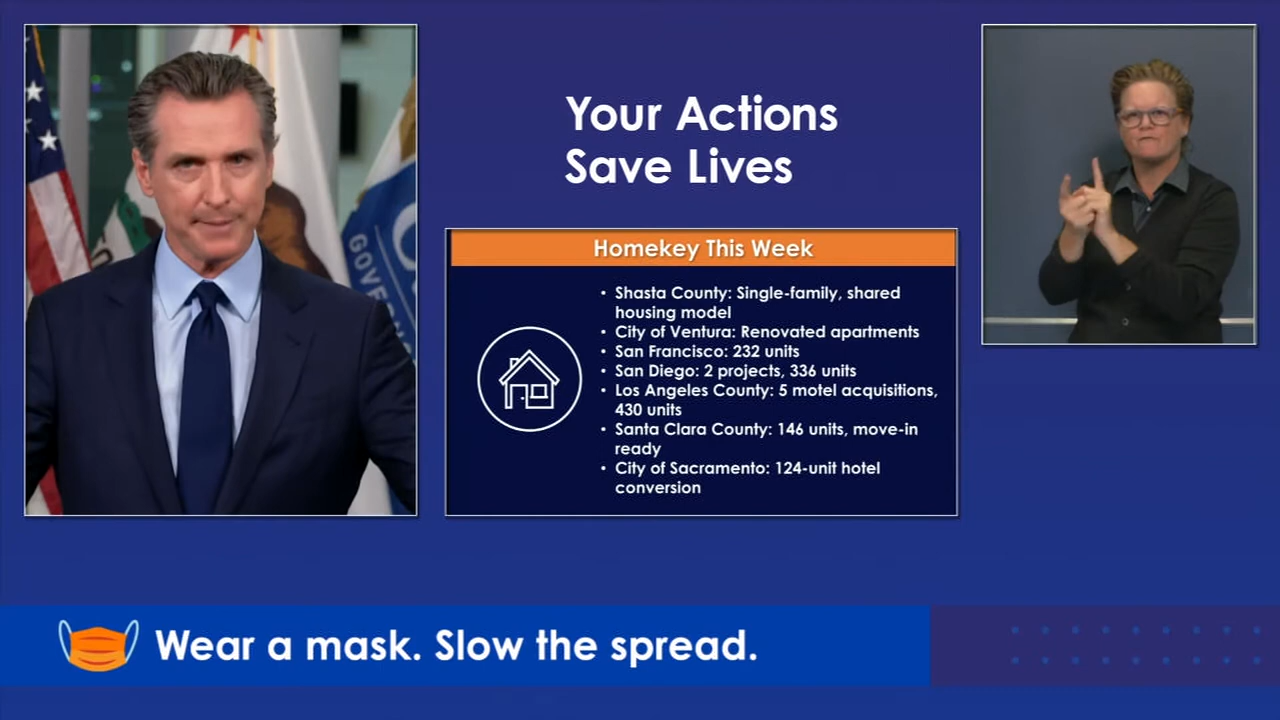 Your Actions
Save Lives
Homekey This Week
• Shasta County: Single-family, shared
housing model
• City of Ventura: Renovated apartments
• San Francisco: 232 units
• San Diego: 2 projects, 336 units
• Los Angeles County: 5 motel acquisitions,
430 units
• Santa Clara County: 146 units, move-in
ready
• City of Sacramento: 124-unit hotel
conversion
Wear a mask. Slow the spread.